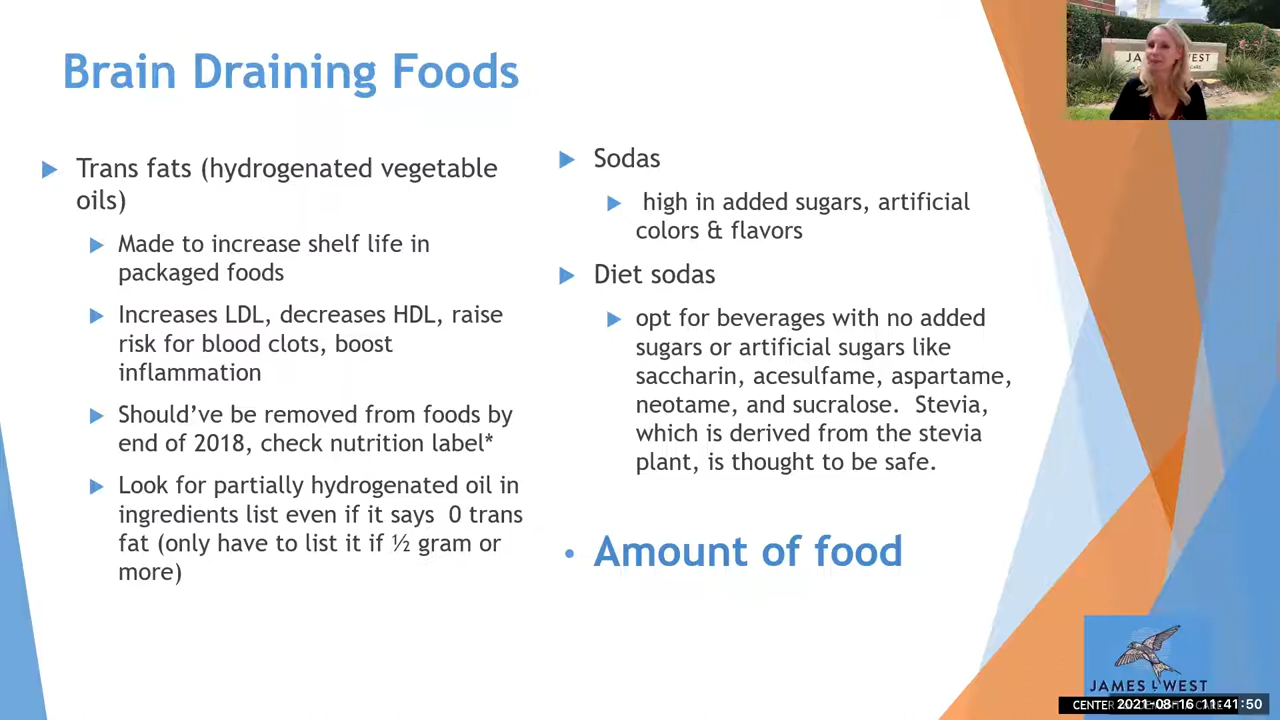 Brain Draining Foods
Trans fats (hydrogenated vegetable
oils)
Made to increase shelf life in
packaged foods
Increases LDL, decreases HDL, raise
risk for blood clots, boost
inflammation
Should’ve be removed from foods by
end of 2018, check nutrition label*
Look for partially hydrogenated oil in
ingredients list even if it says 0 trans
fat (only have to list it if ½ gram or
more)
Sodas
high in added sugars, artificial
colors & flavors
Diet sodas
opt for beverages with no added
sugars or artificial sugars like
saccharin, acesulfame, aspartame,
neotame, and sucralose. Stevia,
which is derived from the stevia
plant, is thought to be safe.
• Amount of food
JAMES L WEST
CENTER
2021-08-16 11:41:50